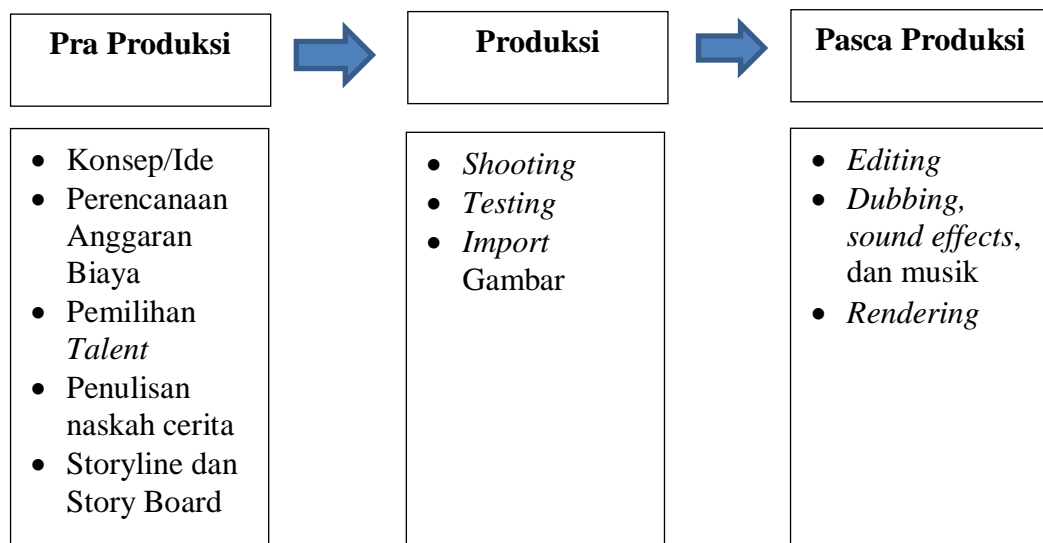 Pra Produksi
Produksi
Pasca Produksi
• Konsep/Ide
• Perencanaan
Anggaran
Biaya
• Pemilihan
Talent
• Penulisan
naskah cerita
• Storyline dan
Story Board
• Shooting
• Testing
• Import
Gambar
• Editing
• Dubbing,
sound effects,
dan musik
• Rendering